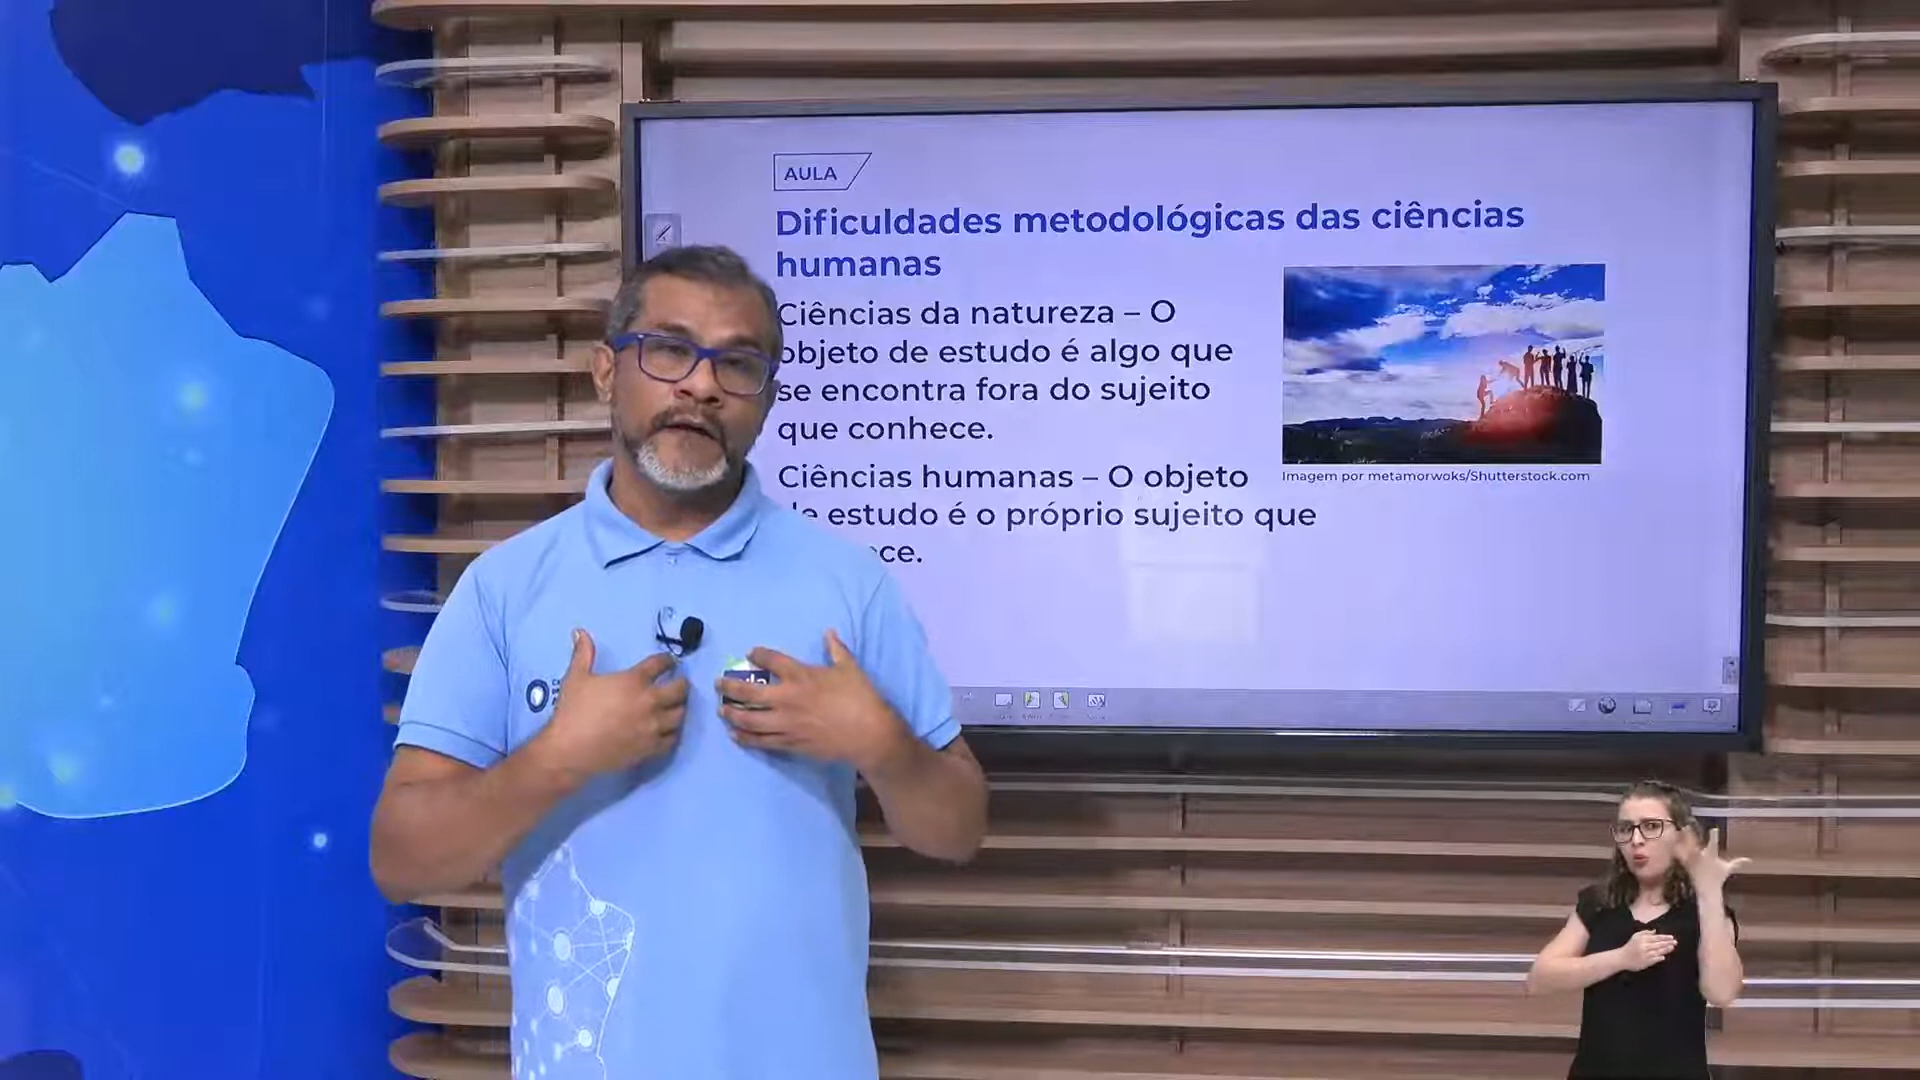 AULA
Dificuldades metodológicas das ciências
humanas
Ciências da natureza – O
objeto de estudo é algo que
se encontra fora do sujeito
que conhece.
Imagem por metamorwoks/Shutterstock.com
Ciências humanas – O objeto
estudo é o próprio sujeito que